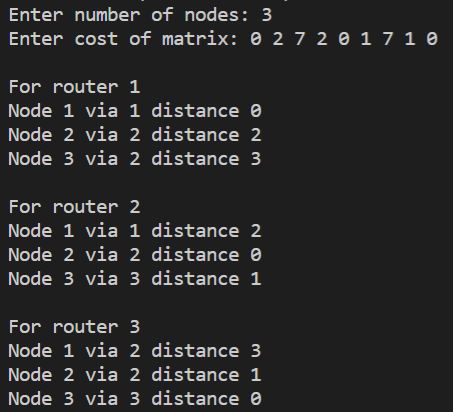 Enter number of nodes: 3
Enter cost of matrix: 0 2 7 2 0 1 7 1 0
For router 1
Node 1 via 1 distance 0
Node 2 via 2 distance 2
Node 3 via 2 distance 3
For router 2
Node 1 via 1 distance 2
Node 2 via 2 distance 0
Node 3 via 3 distance 1
For router 3
Node 1 via 2 distance 3
Node 2 via 2 distance 1
Node 3 via 3 distance 0